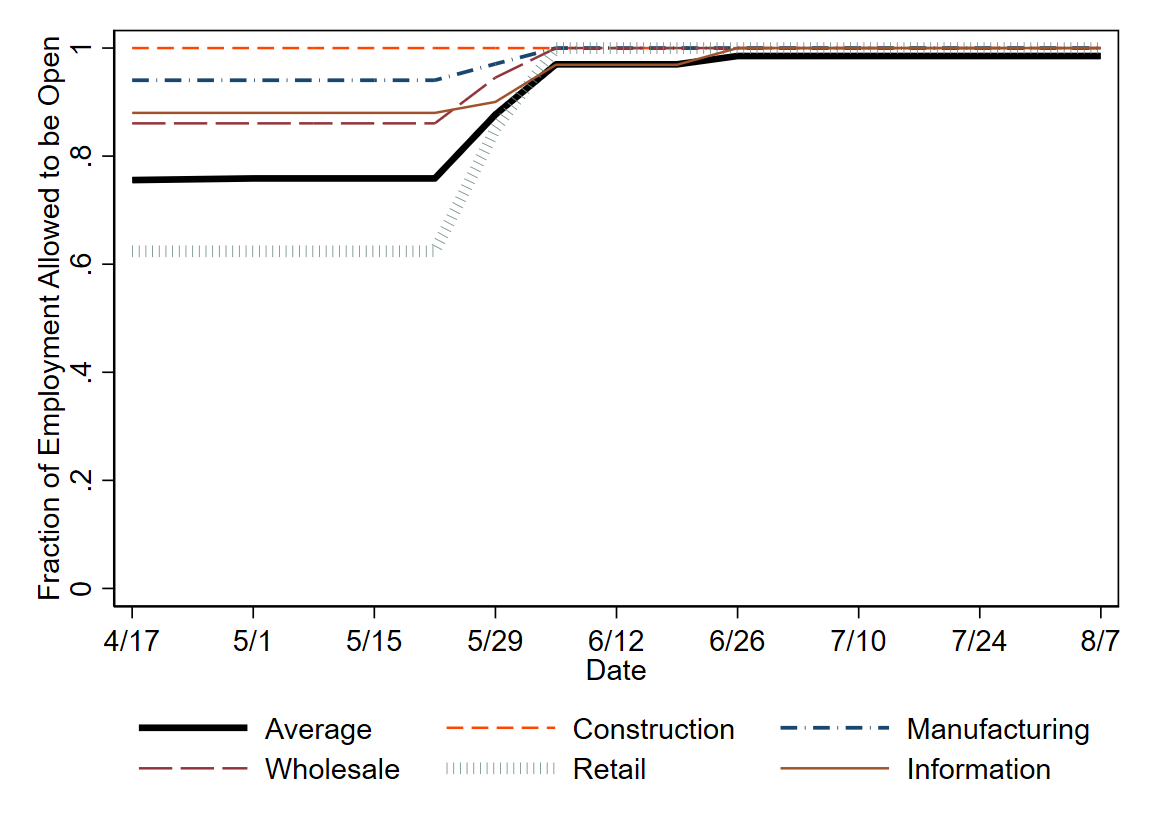 Fraction of Employment Allowed to be Open
1
.8
.6
.4
.2
0
4/17 5/1 5/15 5/29 6/12 6/26 7/10 7/24 8/7
Date
Average Construction Manufacturing
Wholesale Retail Information